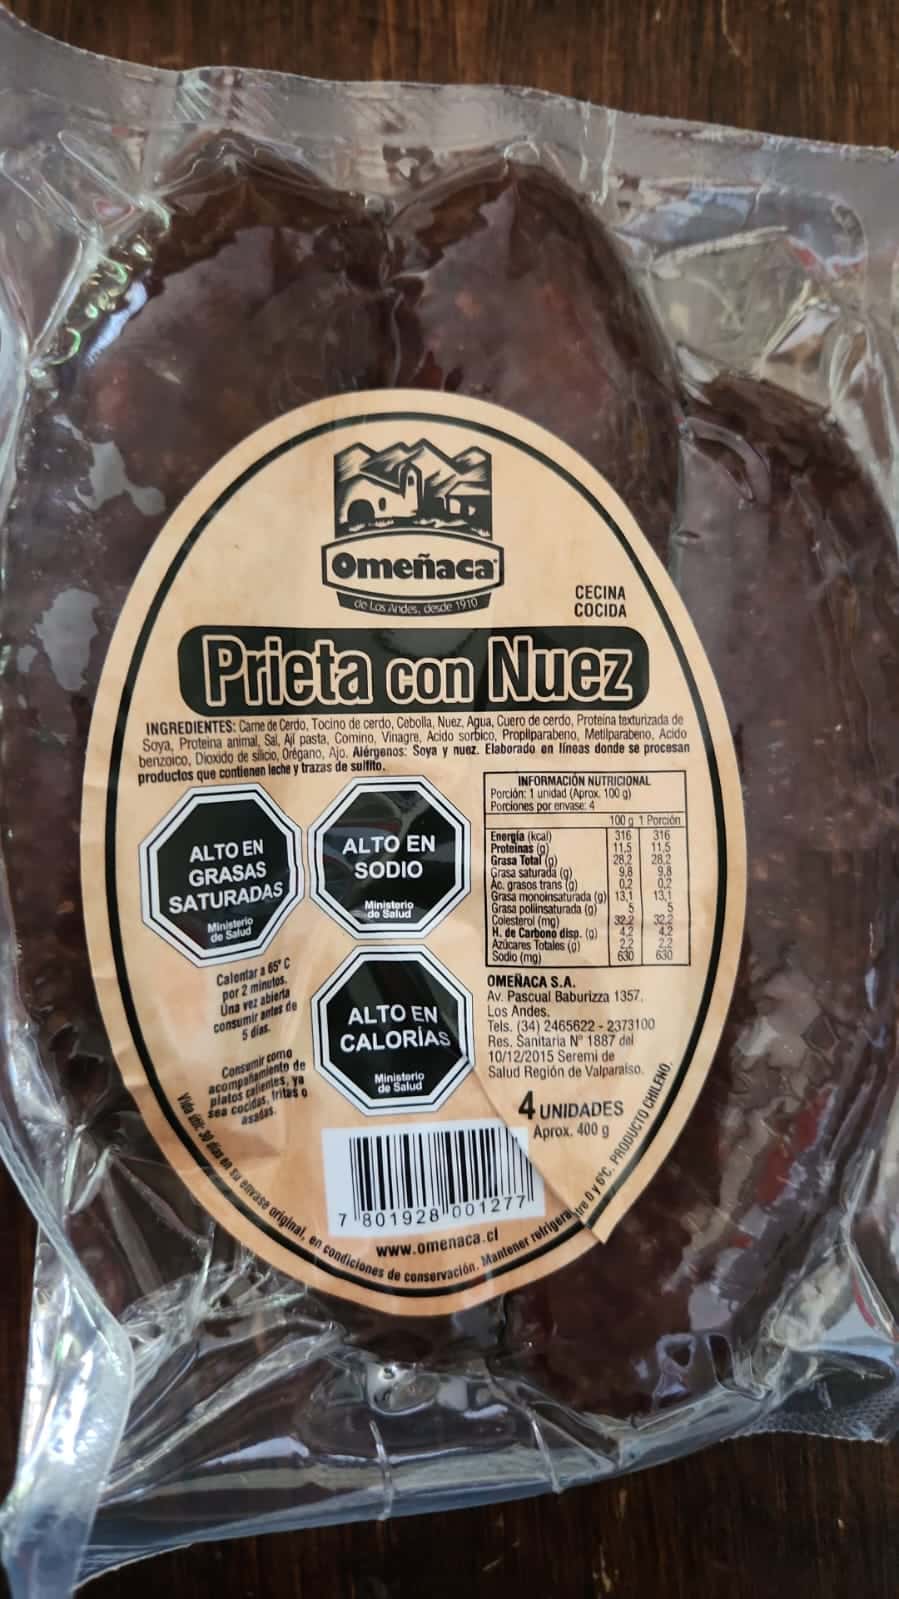 Omeñaca
de Los Andes, desde 1910
CECINA
COCIDA
Prieta con Nuez
INGREDIENTES: Carne de Cerdo, Tocino de cerdo, Cebolla, Nuez, Agua, Cuero de cerdo, Proteína texturizada de
Soya, Proteina animal, Sal, Ají pasta, Comino, Vinagre, Acido sorbico, Propilparabeno, Metilparabeno, Acido
benzoico, Dioxido de silicio, Orégano, Ajo. Alérgenos: Soya y nuez. Elaborado en líneas donde se procesan
productos que contienen leche y trazas de sulfito.
ALTO EN
GRASAS
SATURADAS
Ministerio
de Salud
ALTO EN
SODIO
Ministerio
de Salud
INFORMACIÓN NUTRICIONAL
Porción: 1 unidad (Aprox. 100 g)
Porciones por envase: 4
100 g 1 Porción
Energía (kcal) 316 316
Proteínas (g) 11,5 11,5
Grasa Total (g) 28,2 28,2
Grasa saturada (g) 9,8 9,8
Ac. grasos trans (g) 0,2 0,2
Grasa monoinsaturada (g) 13,1 13,1
Grasa poliinsaturada (g) 5 5
Colesterol (mg) 32,2 32,2
H. de Carbono disp. (g) 4,2 4,2
Azúcares Totales (g) 2,2 2,2
Sodio (mg) 630 630
Calentar a 65° C
por 2 minutos.
Una vez abierta
consumir antes de
5 días.
Consumir como
acompañamiento de
platos calientes, ya
sea cocidas, fritas o
asadas.
ALTO EN
CALORÍAS
Ministerio
de Salud
OMEÑACA S.A.
Av. Pascual Baburizza 1357,
Los Andes.
Tels. (34) 2465622 - 2373100
Res. Sanitaria N° 1887 del
10/12/2015 Seremi de
Salud Región de Valparaíso.
4 UNIDADES
Aprox. 400 g
7 801928 001277
www.omenaca.cl
Vida útil: 30 días en su envase original, en condiciones de conservación. Mantener refrigera tre 0 y 6°C. PRODUCTO CHILENO.